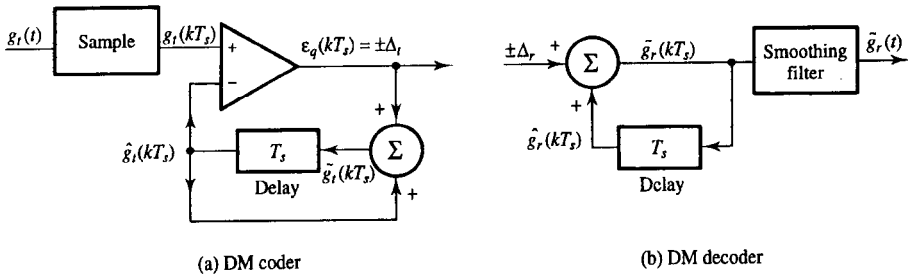 g_t(t)
Sample
g_t(kT_s)
+
−
ε_q(kT_s) = ±Δ_t
+
Σ
+
ĝ_t(kT_s)
T_s
Delay
g̃_t(kT_s)
(a) DM coder
±Δ_r
+
Σ
+
g̃_r(kT_s)
Smoothing
filter
g̃_r(t)
ĝ_r(kT_s)
T_s
Delay
(b) DM decoder